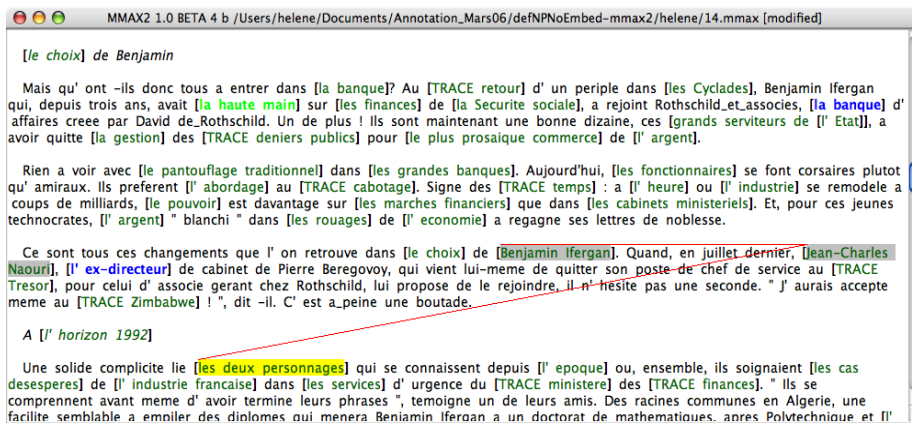 MMAX2 1.0 BETA 4 b /Users/helene/Documents/Annotation_Mars06/defNPNoEmbed-mmax2/helene/14.mmax [modified]
[le choix] de Benjamin
Mais qu' ont -ils donc tous a entrer dans [la banque]? Au [TRACE retour] d' un periple dans [les Cyclades], Benjamin Ifergan
qui, depuis trois ans, avait [la haute main] sur [les finances] de [la Securite sociale], a rejoint Rothschild_et_associes, [la banque] d'
affaires creee par David de_Rothschild. Un de plus ! Ils sont maintenant une bonne dizaine, ces [grands serviteurs de [l' Etat]], a
avoir quitte [la gestion] des [TRACE deniers publics] pour [le plus prosaique commerce] de [l' argent].
Rien a voir avec [le pantouflage traditionnel] dans [les grandes banques]. Aujourd'hui, [les fonctionnaires] se font corsaires plutot
qu' amiraux. Ils preferent [l' abordage] au [TRACE cabotage]. Signe des [TRACE temps] : a [l' heure] ou [l' industrie] se remodele a
coups de milliards, [le pouvoir] est davantage sur [les marches financiers] que dans [les cabinets ministeriels]. Et, pour ces jeunes
technocrates, [l' argent] " blanchi " dans [les rouages] de [l' economie] a regagne ses lettres de noblesse.
Ce sont tous ces changements que l' on retrouve dans [le choix] de [Benjamin Ifergan]. Quand, en juillet dernier, [Jean-Charles
Naouri], [l' ex-directeur] de cabinet de Pierre Beregovoy, qui vient lui-meme de quitter son poste de chef de service au [TRACE
Tresor], pour celui d' associe gerant chez Rothschild, lui propose de le rejoindre, il n' hesite pas une seconde. " J' aurais accepte
meme au [TRACE Zimbabwe] ! ", dit -il. C' est a_peine une boutade.
A [l' horizon 1992]
Une solide complicite lie [les deux personnages] qui se connaissent depuis [l' epoque] ou, ensemble, ils soignaient [les cas
desesperes] de [l' industrie francaise] dans [les services] d' urgence du [TRACE ministere] des [TRACE finances]. " Ils se
comprennent avant meme d' avoir termine leurs phrases ", temoigne un de leurs amis. Des racines communes en Algerie, une
facilite semblable a empiler des diplomes qui menera Benjamin Ifergan a un doctorat de mathematiques, apres Polytechnique et [l'